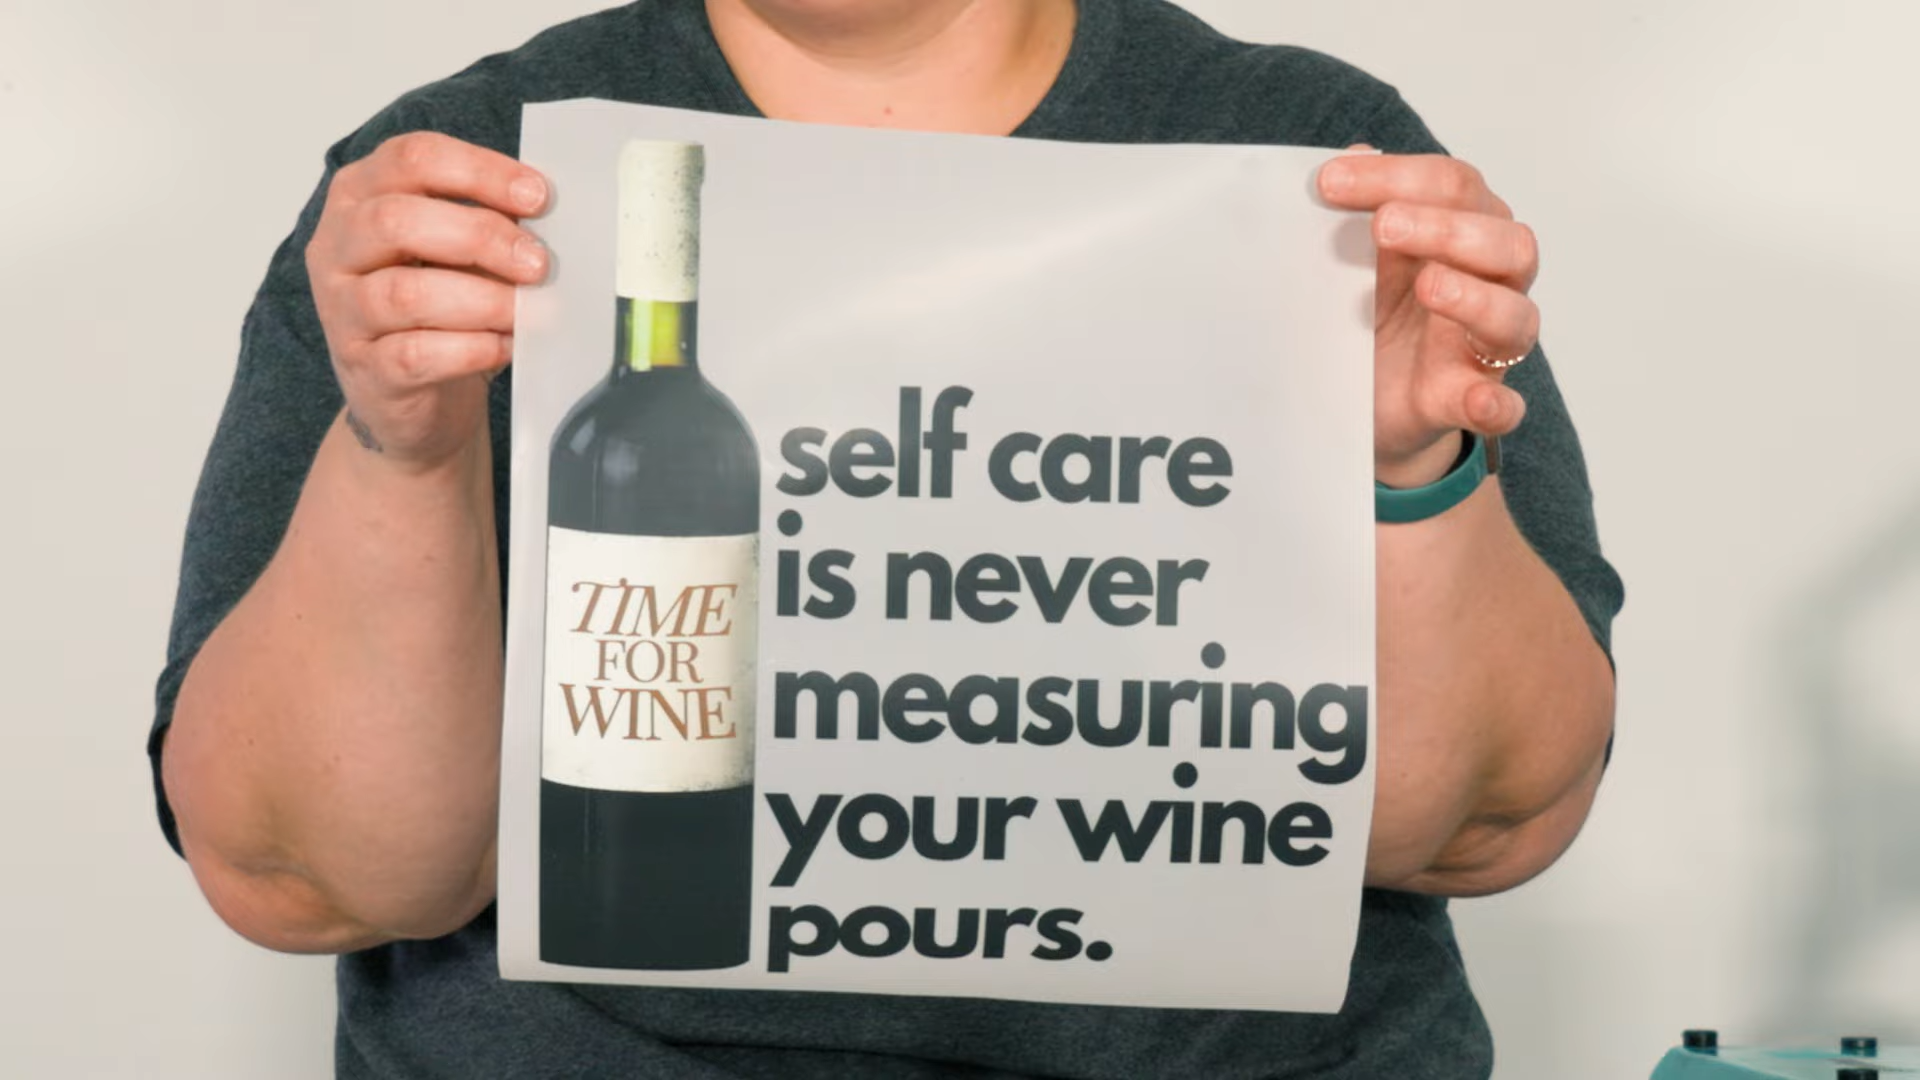 TIME
FOR
WINE
self care
is never
measuring
your wine
pours.